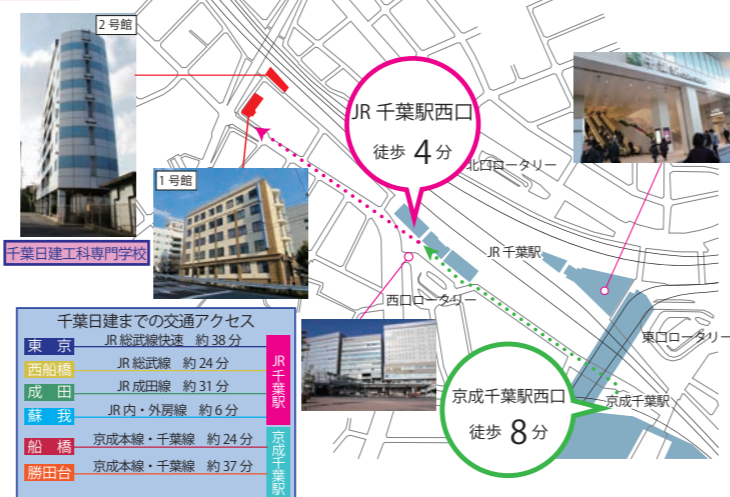 2号館
JR 千葉駅西口
徒歩 4分
北口ロータリー
1号館
千葉日建工科専門学校
JR 千葉駅
西口ロータリー
東口ロータリー
京成千葉駅
京成千葉駅西口
徒歩 8分
千葉日建までの交通アクセス
東京 JR 総武線快速 約 38 分
西船橋 JR 総武線 約 24 分
成田 JR 成田線 約 31 分
蘇我 JR 内・外房線 約 6 分
JR 千葉駅
船橋 京成本線・千葉線 約 24 分
勝田台 京成本線・千葉線 約 37 分
京成千葉駅